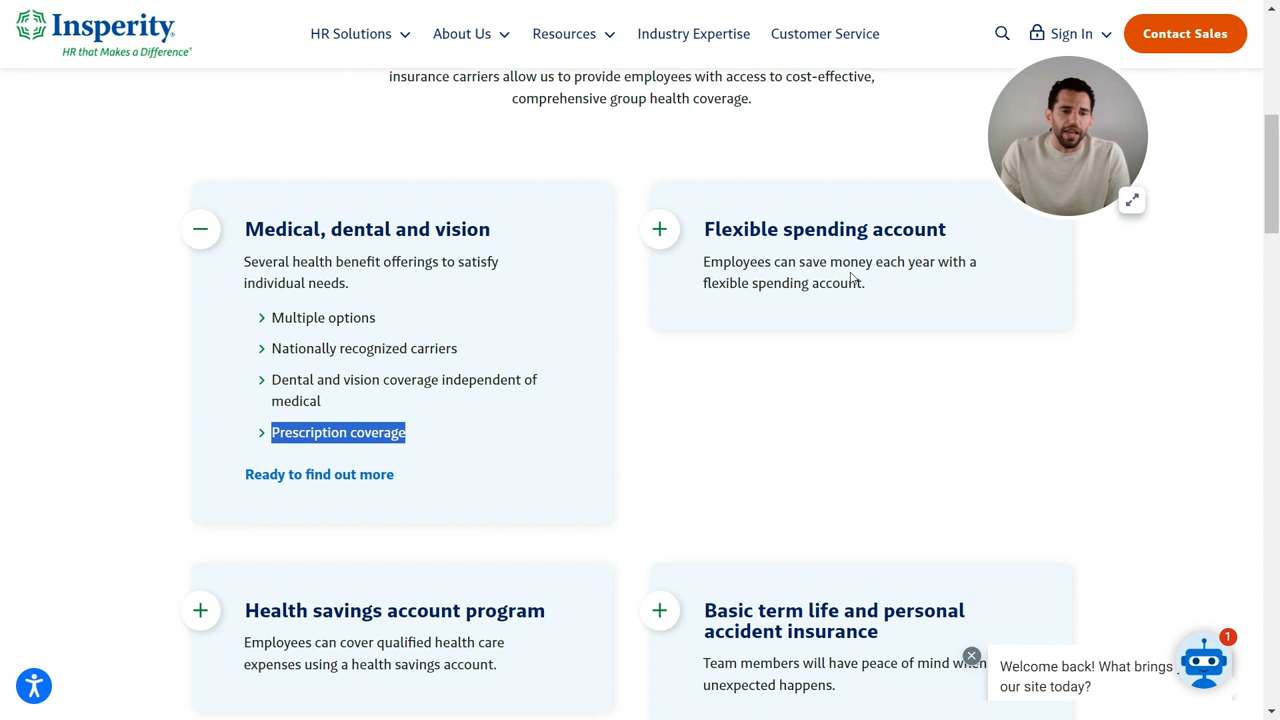 Insperity
HR that Makes a Difference®
HR Solutions
About Us
Resources
Industry Expertise
Customer Service
Sign In
Contact Sales
insurance carriers allow us to provide employees with access to cost-effective,
comprehensive group health coverage.
Medical, dental and vision
Several health benefit offerings to satisfy
individual needs.
Multiple options
Nationally recognized carriers
Dental and vision coverage independent of
medical
Prescription coverage
Ready to find out more
Flexible spending account
Employees can save money each year with a
flexible spending account.
Health savings account program
Employees can cover qualified health care
expenses using a health savings account.
Basic term life and personal
accident insurance
Team members will have peace of mind when
unexpected happens.
Welcome back! What brings
our site today?
1